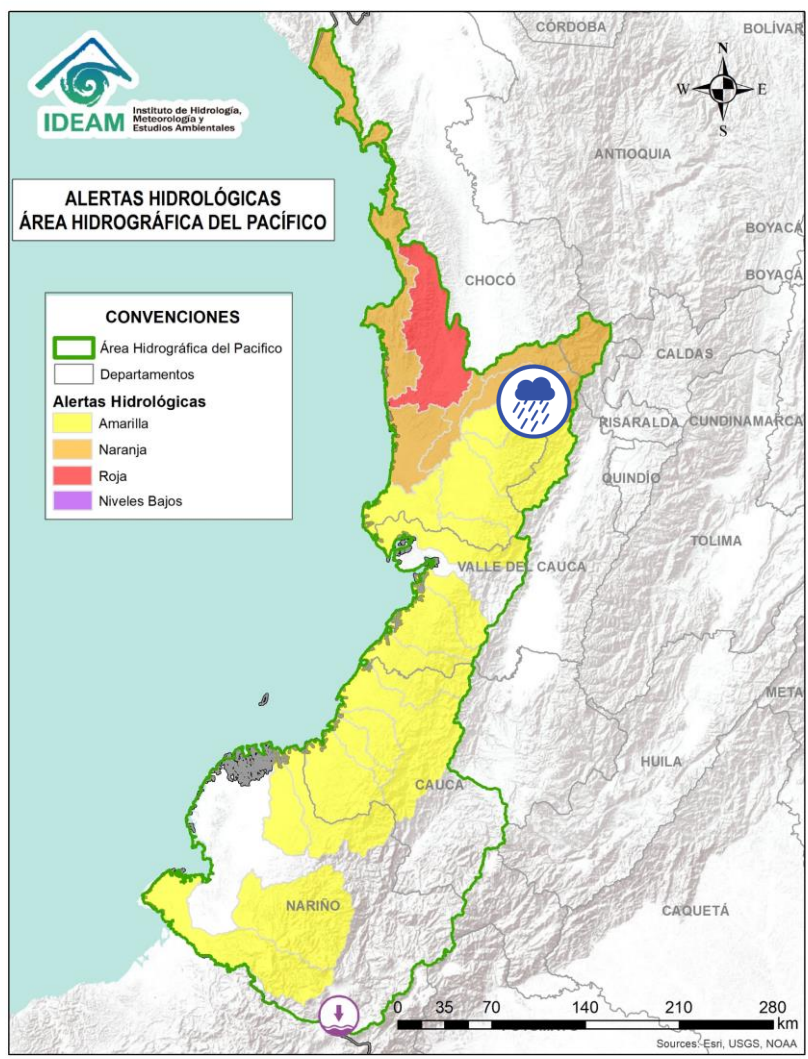 CÓRDOBA
BOLÍVAR
IDEAM
Instituto de Hidrología,
Meteorología y
Estudios Ambientales
N
W
E
S
ANTIOQUIA
ALERTAS HIDROLÓGICAS
ÁREA HIDROGRÁFICA DEL PACÍFICO
BOYACÁ
BOYACÁ
CHOCÓ
CONVENCIONES
Área Hidrográfica del Pacifico
Departamentos
Alertas Hidrológicas
Amarilla
Naranja
Roja
Niveles Bajos
CALDAS
RISARALDA
CUNDINAMARCA
QUINDÍO
TOLIMA
VALLE DEL CAUCA
META
HUILA
CAUCA
NARIÑO
CAQUETÁ
0 35 70 140 210 280
km
Sources: Esri, USGS, NOAA